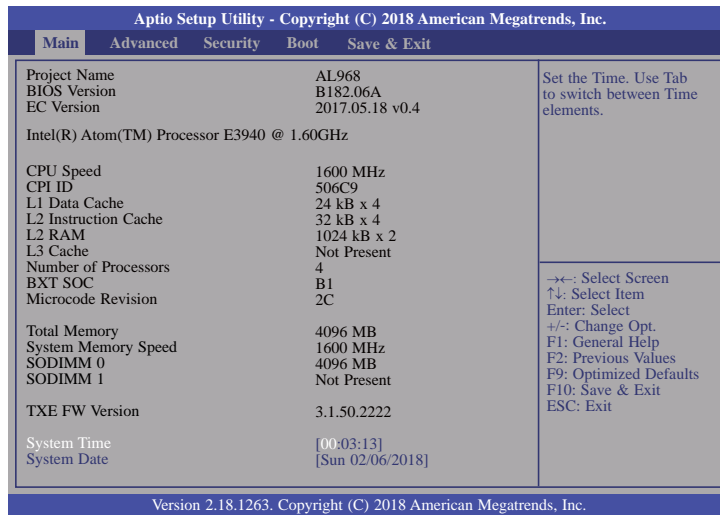 Aptio Setup Utility - Copyright (C) 2018 American Megatrends, Inc.
Main Advanced Security Boot Save & Exit
Project Name AL968
BIOS Version B182.06A
EC Version 2017.05.18 v0.4
Intel(R) Atom(TM) Processor E3940 @ 1.60GHz
CPU Speed 1600 MHz
CPI ID 506C9
L1 Data Cache 24 kB x 4
L2 Instruction Cache 32 kB x 4
L2 RAM 1024 kB x 2
L3 Cache Not Present
Number of Processors 4
BXT SOC B1
Microcode Revision 2C
Total Memory 4096 MB
System Memory Speed 1600 MHz
SODIMM 0 4096 MB
SODIMM 1 Not Present
TXE FW Version 3.1.50.2222
System Time [00:03:13]
System Date [Sun 02/06/2018]
Set the Time. Use Tab
to switch between Time
elements.
→←: Select Screen
↑↓: Select Item
Enter: Select
+/-: Change Opt.
F1: General Help
F2: Previous Values
F9: Optimized Defaults
F10: Save & Exit
ESC: Exit
Version 2.18.1263. Copyright (C) 2018 American Megatrends, Inc.